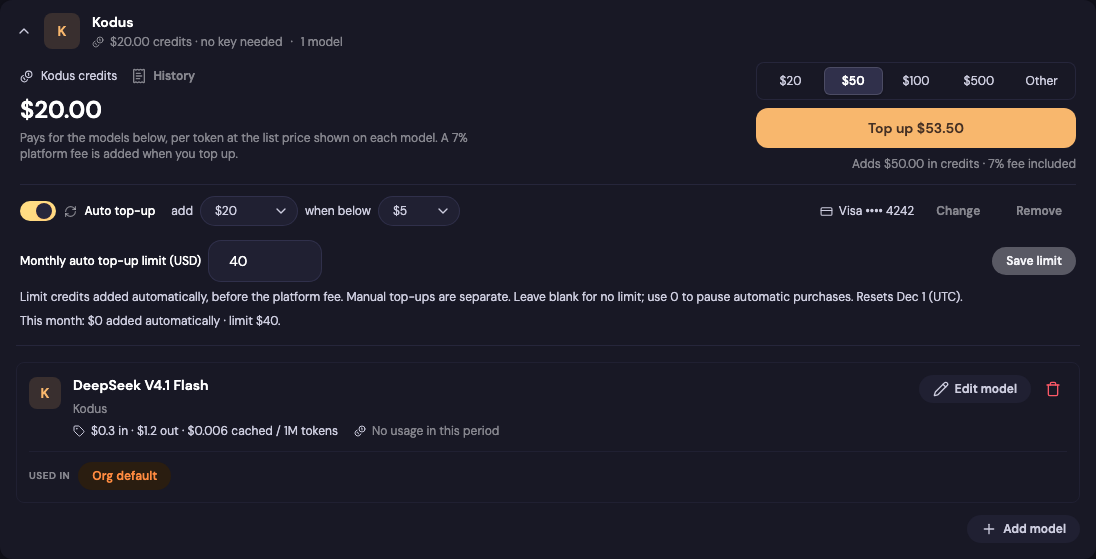 K
Kodus
$20.00 credits · no key needed · 1 model
Kodus credits History
$20 $50 $100 $500 Other
$20.00
Top up $53.50
Pays for the models below, per token at the list price shown on each model. A 7%
platform fee is added when you top up.
Adds $50.00 in credits · 7% fee included
Auto top-up add $20 when below $5 Visa •••• 4242 Change Remove
Monthly auto top-up limit (USD) 40 Save limit
Limit credits added automatically, before the platform fee. Manual top-ups are separate. Leave blank for no limit; use 0 to pause automatic purchases. Resets Dec 1 (UTC).
This month: $0 added automatically · limit $40.
K
DeepSeek V4.1 Flash
Edit model
Kodus
$0.3 in · $1.2 out · $0.006 cached / 1M tokens No usage in this period
USED IN Org default
Add model